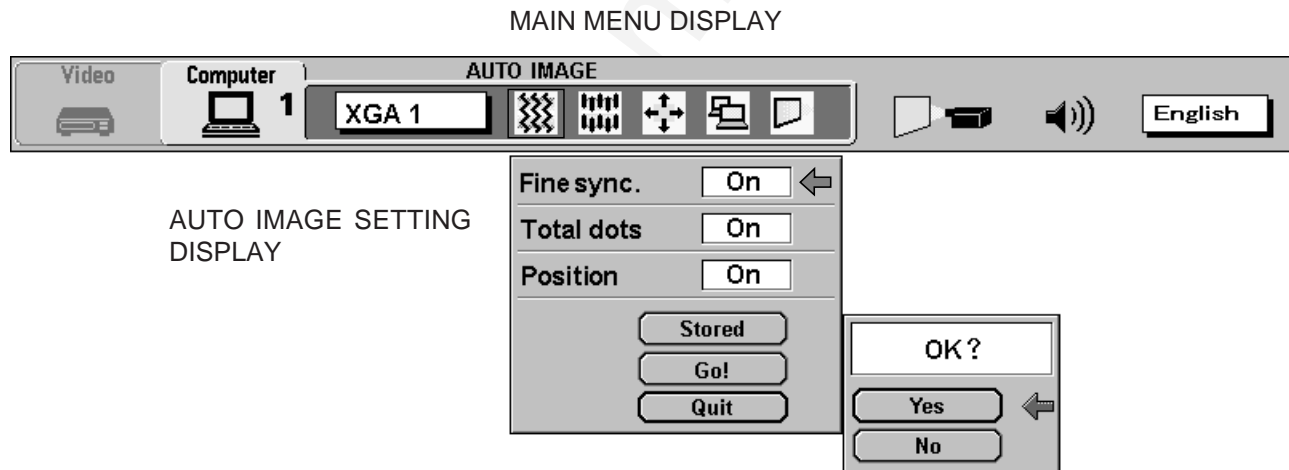 MAIN MENU DISPLAY
AUTO IMAGE
Video
Computer
1
XGA 1
English
AUTO IMAGE SETTING
DISPLAY
Fine sync. On
Total dots On
Position On
Stored
Go!
Quit
OK?
Yes
No